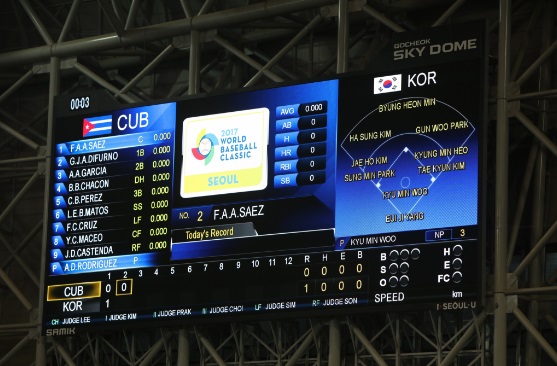 GOCHEOK
SKY DOME
00:03
CUB
1 F.A.A.SAEZ C 0.000
2 G.J.A.DIFURNO 1B 0.000
3 A.A.GARCIA 2B 0.000
4 B.B.CHACON DH 0.000
5 C.B.PEREZ 3B 0.000
6 L.E.B.MATOS SS 0.000
7 F.C.CRUZ LF 0.000
8 Y.C.MACEO CF 0.000
9 J.D.CASTENDA RF 0.000
P A.D.RODRIGUEZ P
2017
WORLD
BASEBALL
CLASSIC
SEOUL
AVG 0.000
AB 0
H 0
HR 0
RBI 0
SB 0
NO. 2 F.A.A.SAEZ
Today's Record
KOR
BYUNG HEON MIN
HA SUNG KIM
GUN WOO PARK
JAE HO KIM
KYUNG MIN HEO
SUNG MIN PARK
TAE KYUN KIM
KYU MIN WOO
EUI JI YANG
P KYU MIN WOO NP 3
1 2 3 4 5 6 7 8 9 10 11 12 R H E B
CUB 0 0 0 0 0 0
KOR 1 1 0 0 0
B H
S E
O FC
SPEED km
CH JUDGE LEE I JUDGE KIM II JUDGE PRAK III JUDGE CHOI LF JUDGE SIM RF JUDGE SON
SAMIK
I·SEOUL·U